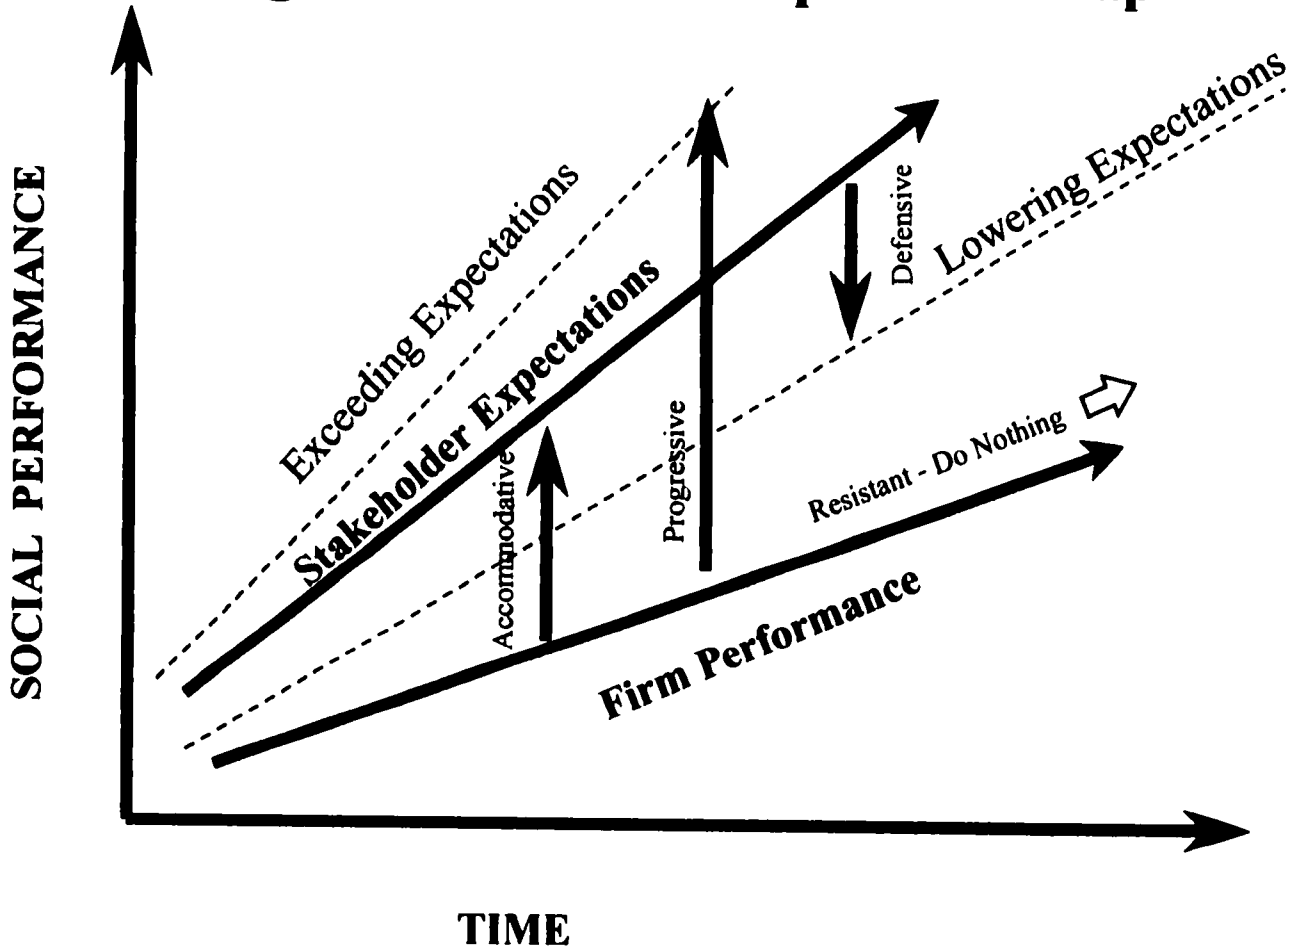 SOCIAL PERFORMANCE
Exceeding Expectations
Stakeholder Expectations
Accommodative
Progressive
Defensive
Lowering Expectations
Resistant - Do Nothing
Firm Performance
TIME